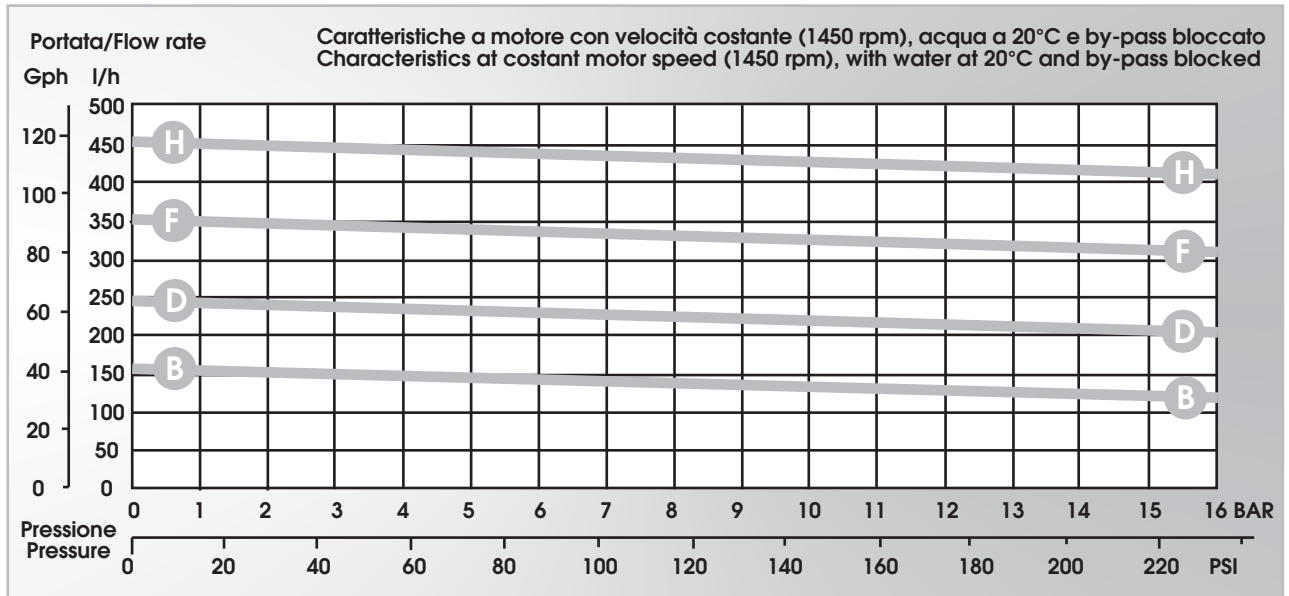 Portata/Flow rate
Caratteristiche a motore con velocità costante (1450 rpm), acqua a 20°C e by-pass bloccato
Characteristics at costant motor speed (1450 rpm), with water at 20°C and by-pass blocked
Gph l/h
500
120 450
400
100 350
80 300
250
60 200
40 150
100
20 50
0 0
H H
F F
D D
B B
0 1 2 3 4 5 6 7 8 9 10 11 12 13 14 15 16 BAR
Pressione
Pressure
0 20 40 60 80 100 120 140 160 180 200 220 PSI